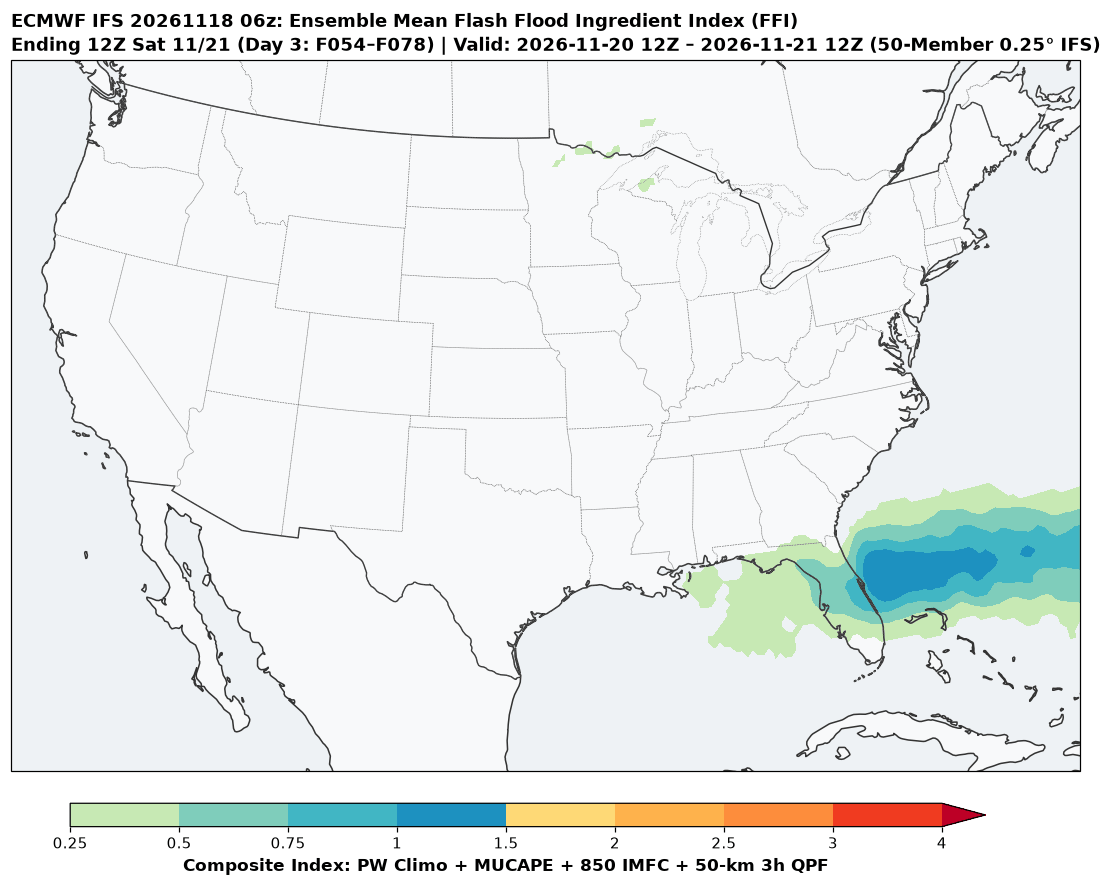 ECMWF IFS 20261118 06z: Ensemble Mean Flash Flood Ingredient Index (FFI)
Ending 12Z Sat 11/21 (Day 3: F054–F078) | Valid: 2026-11-20 12Z – 2026-11-21 12Z (50-Member 0.25° IFS)
0.25 0.5 0.75 1 1.5 2 2.5 3 4
Composite Index: PW Climo + MUCAPE + 850 IMFC + 50-km 3h QPF